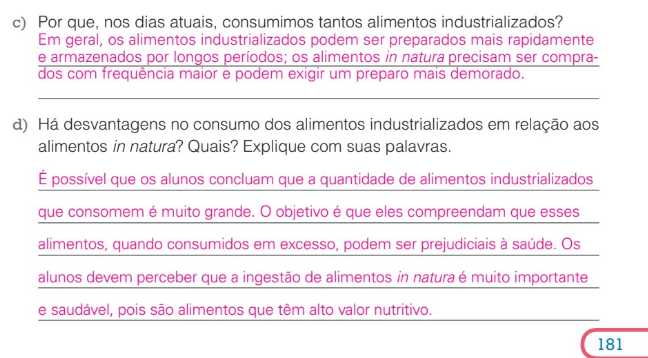 c) Por que, nos dias atuais, consumimos tantos alimentos industrializados?
Em geral, os alimentos industrializados podem ser preparados mais rapidamente
e armazenados por longos períodos; os alimentos in natura precisam ser compra-
dos com frequência maior e podem exigir um preparo mais demorado.
d) Há desvantagens no consumo dos alimentos industrializados em relação aos
alimentos in natura? Quais? Explique com suas palavras.
É possível que os alunos concluam que a quantidade de alimentos industrializados
que consomem é muito grande. O objetivo é que eles compreendam que esses
alimentos, quando consumidos em excesso, podem ser prejudiciais à saúde. Os
alunos devem perceber que a ingestão de alimentos in natura é muito importante
e saudável, pois são alimentos que têm alto valor nutritivo.
181